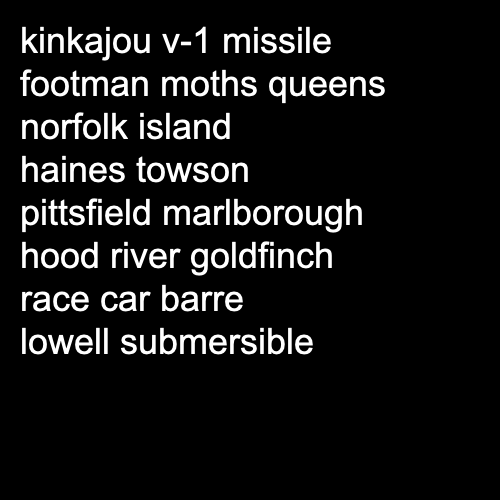 kinkajou v-1 missile
footman moths queens
norfolk island
haines towson
pittsfield marlborough
hood river goldfinch
race car barre
lowell submersible